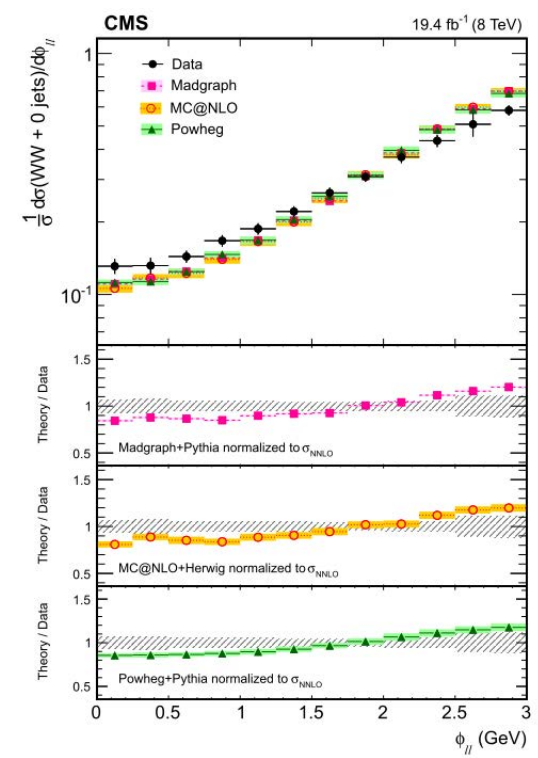 CMS 19.4 fb⁻¹ (8 TeV)
1/σ dσ(WW + 0 jets)/dϕ_ll
1
10⁻¹
Data
Madgraph
MC@NLO
Powheg
Theory / Data
1.5
1
0.5
Madgraph+Pythia normalized to σ_NNLO
Theory / Data
1.5
1
0.5
MC@NLO+Herwig normalized to σ_NNLO
Theory / Data
1.5
1
0.5
Powheg+Pythia normalized to σ_NNLO
0 0.5 1 1.5 2 2.5 3
ϕ_ll (GeV)